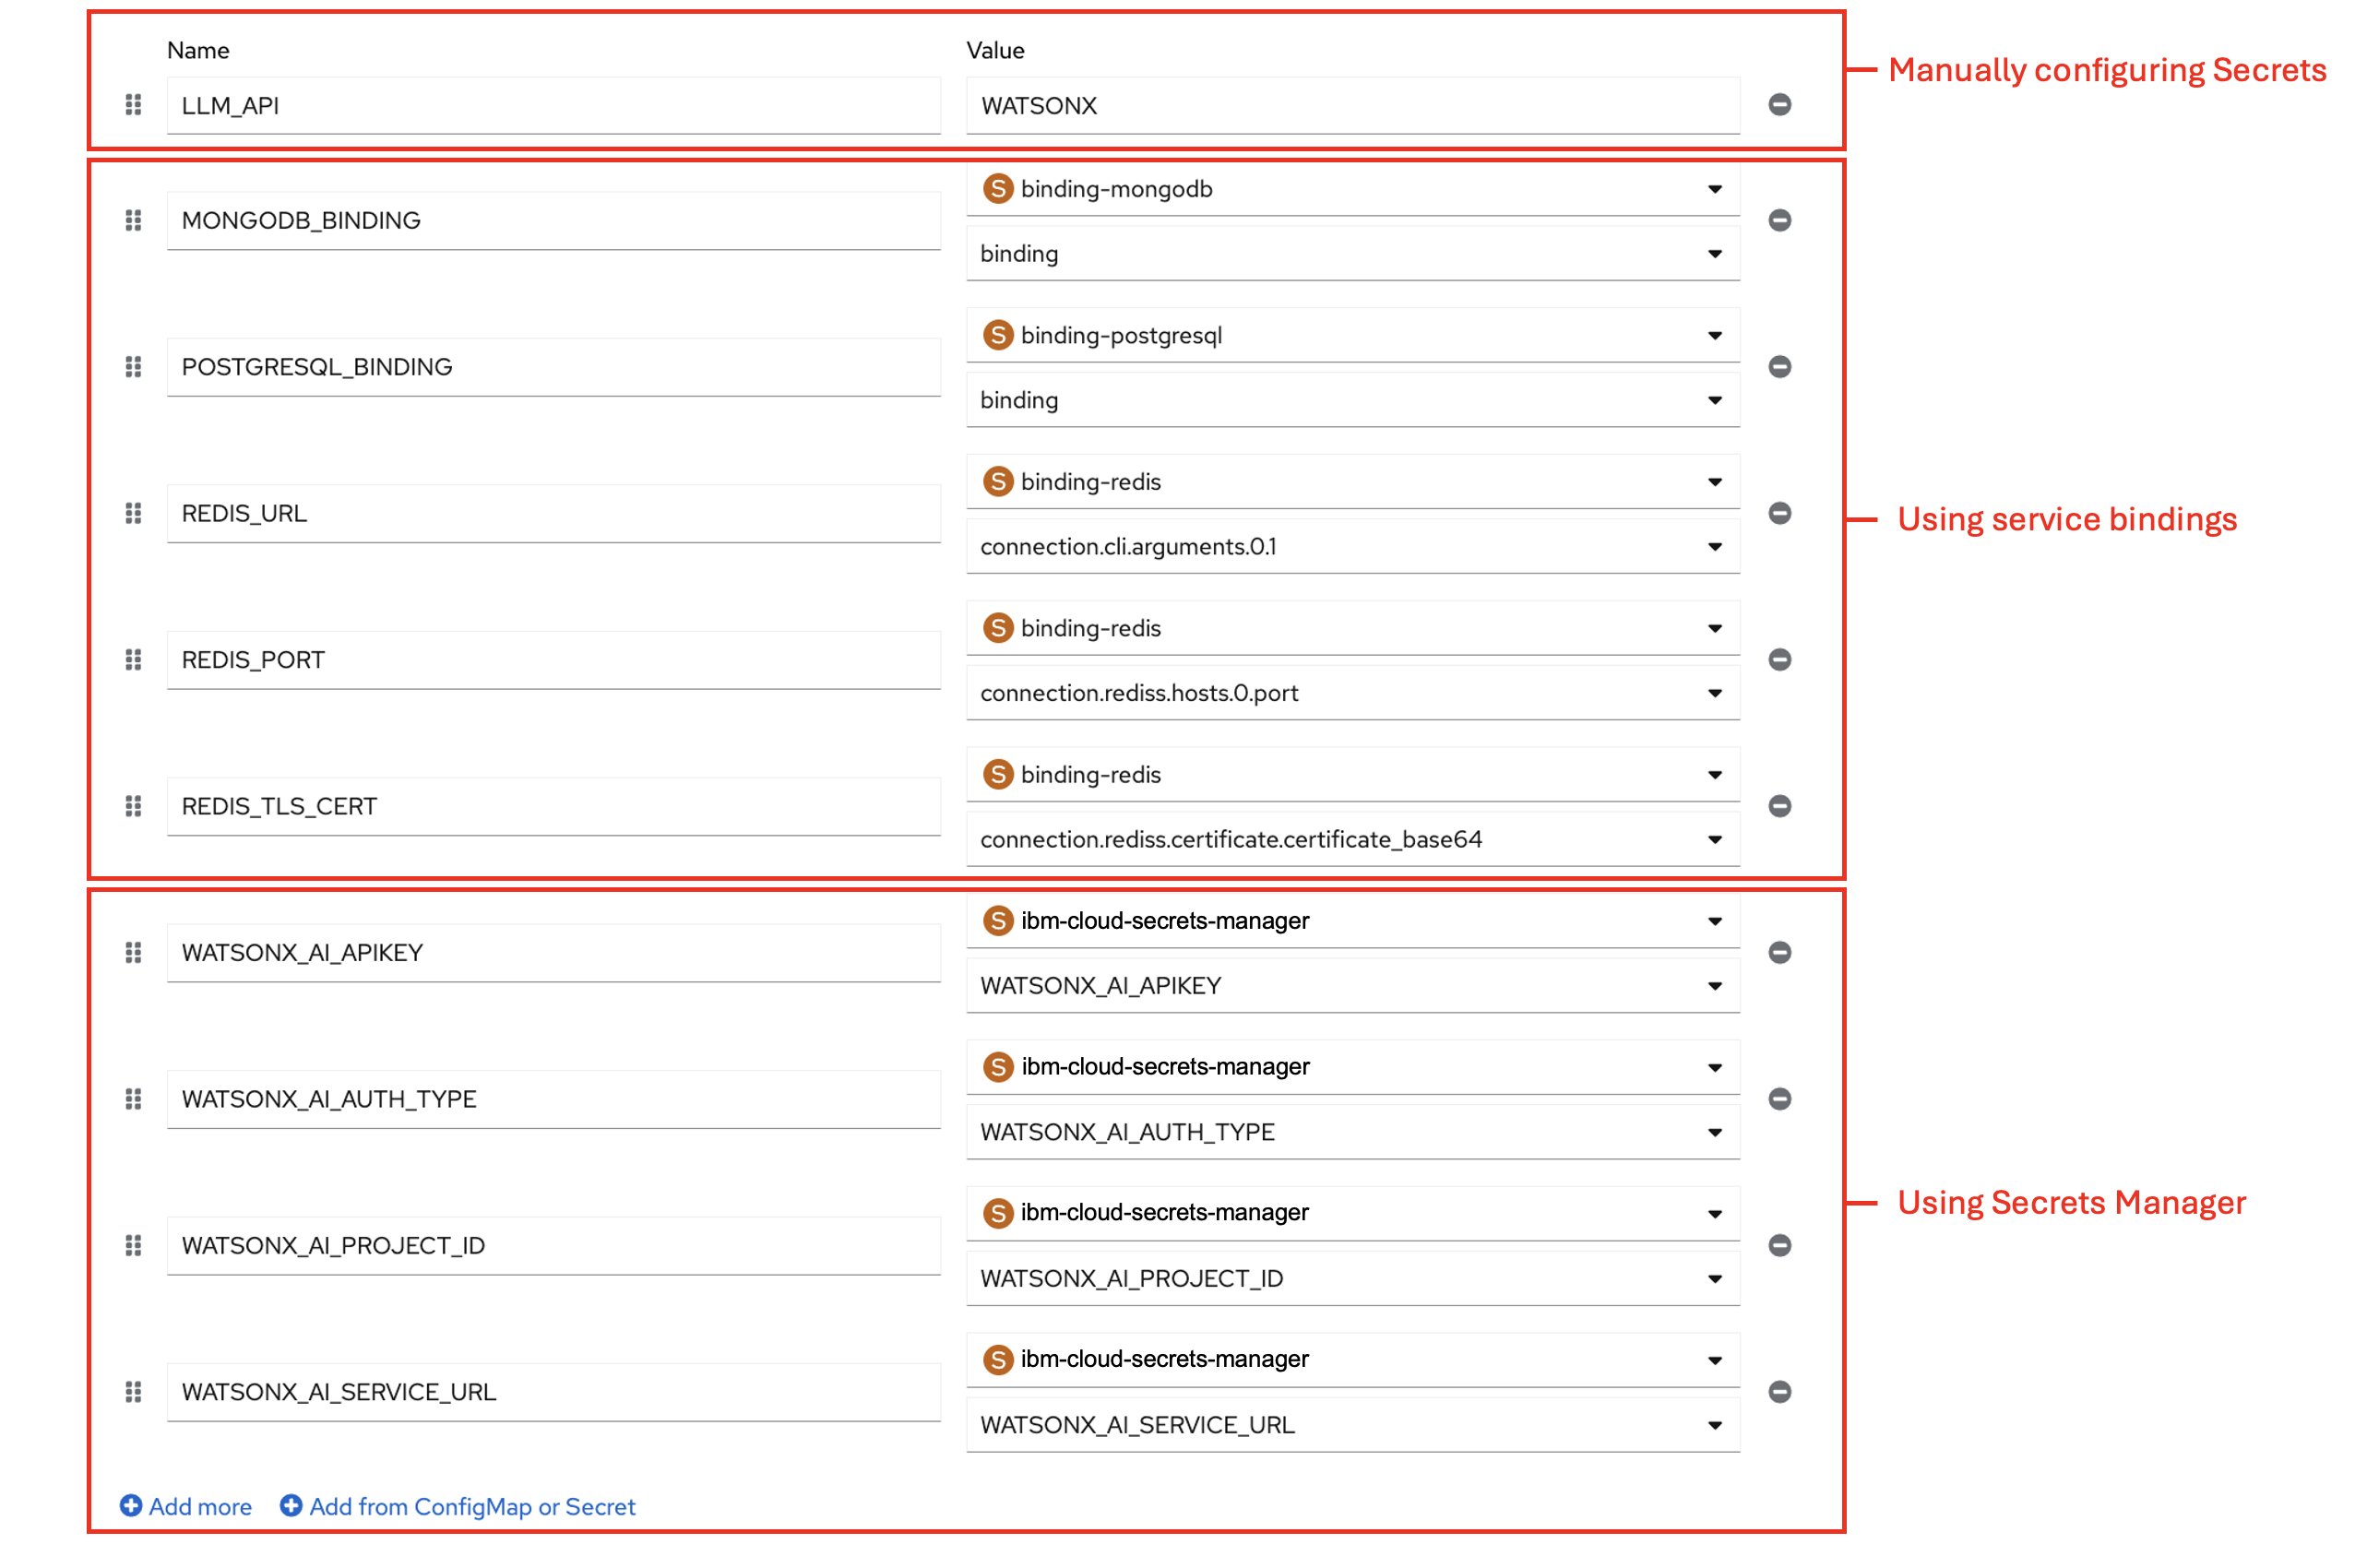 Name Value
Manually configuring Secrets
LLM_API WATSONX
S binding-mongodb
MONGODB_BINDING
binding
S binding-postgresql
POSTGRESQL_BINDING
binding
S binding-redis
REDIS_URL
Using service bindings
connection.cli.arguments.0.1
S binding-redis
REDIS_PORT
connection.rediss.hosts.0.port
S binding-redis
REDIS_TLS_CERT
connection.rediss.certificate.certificate_base64
S ibm-cloud-secrets-manager
WATSONX_AI_APIKEY
WATSONX_AI_APIKEY
S ibm-cloud-secrets-manager
WATSONX_AI_AUTH_TYPE
WATSONX_AI_AUTH_TYPE
Using Secrets Manager
S ibm-cloud-secrets-manager
WATSONX_AI_PROJECT_ID
WATSONX_AI_PROJECT_ID
S ibm-cloud-secrets-manager
WATSONX_AI_SERVICE_URL
WATSONX_AI_SERVICE_URL
Add more Add from ConfigMap or Secret